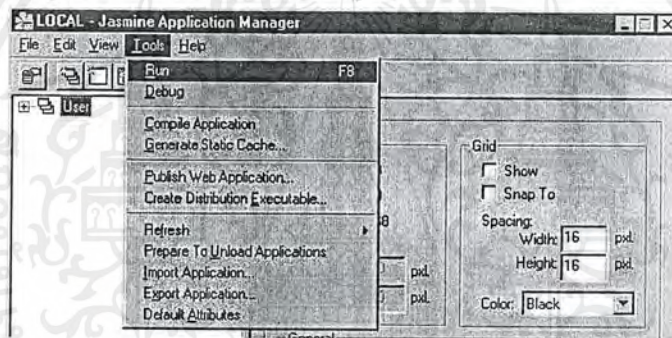 LOCAL - Jasmine Application Manager
File Edit View Tools Help
Run F8
Debug
Compile Application
Generate Static Cache...
Publish Web Application...
Create Distribution Executable...
Refresh
Prepare To Unload Applications
Import Application...
Export Application...
Default Attributes
User
pxl.
pxl.
Grid
Show
Snap To
Spacing:
Width: 16 pxl.
Height: 16 pxl.
Color: Black
General